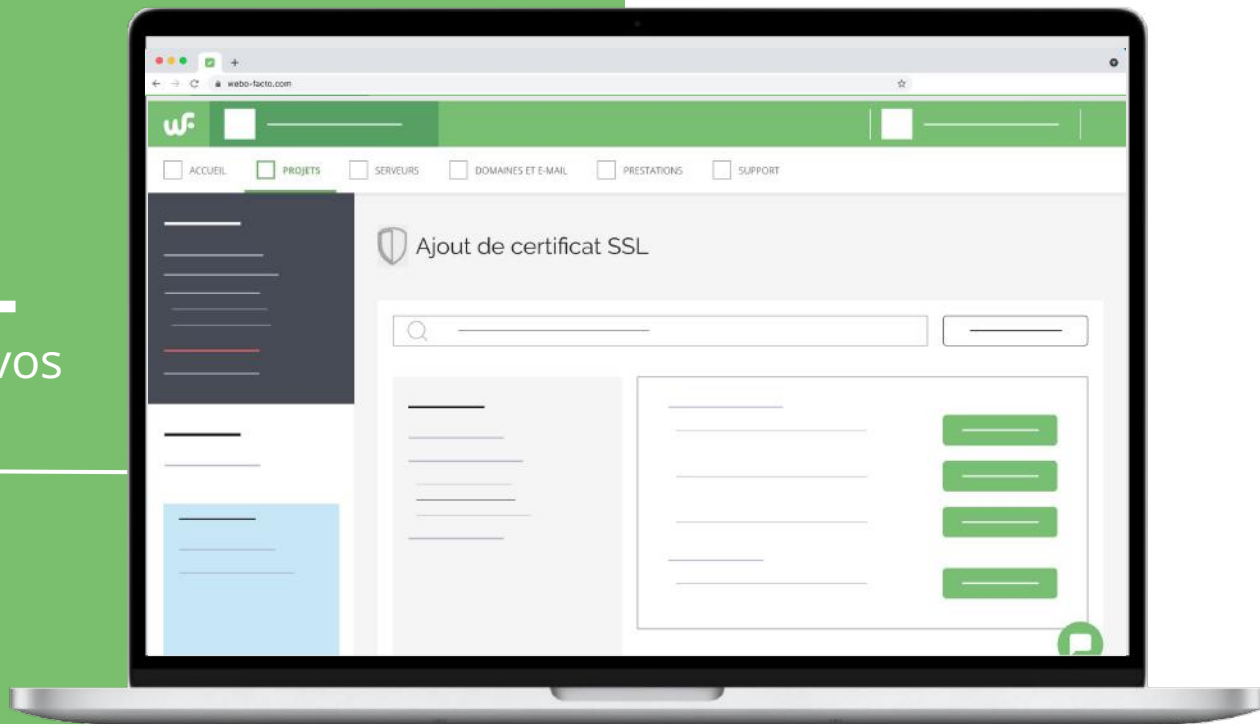 webo-facto.com
wf
ACCUEIL PROJETS SERVEURS DOMAINES ET E-MAIL PRESTATIONS SUPPORT
Ajout de certificat SSL
vos